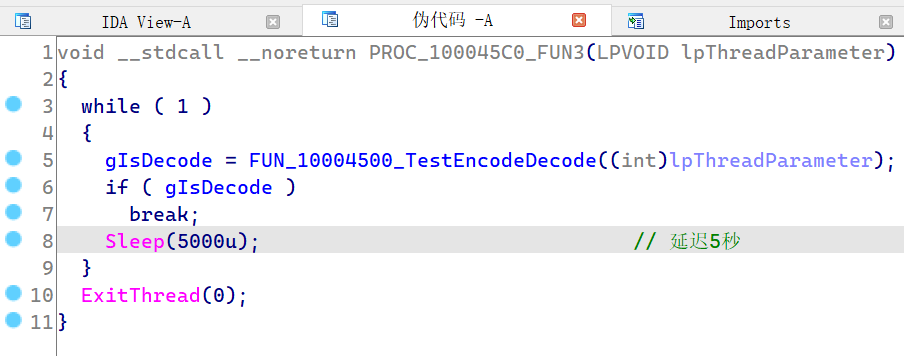 IDA View-A 伪代码 -A Imports
1 void __stdcall __noreturn PROC_100045C0_FUN3(LPVOID lpThreadParameter)
2 {
3 while ( 1 )
4 {
5 gIsDecode = FUN_10004500_TestEncodeDecode((int)lpThreadParameter);
6 if ( gIsDecode )
7 break;
8 Sleep(5000u); // 延迟5秒
9 }
10 ExitThread(0);
11 }